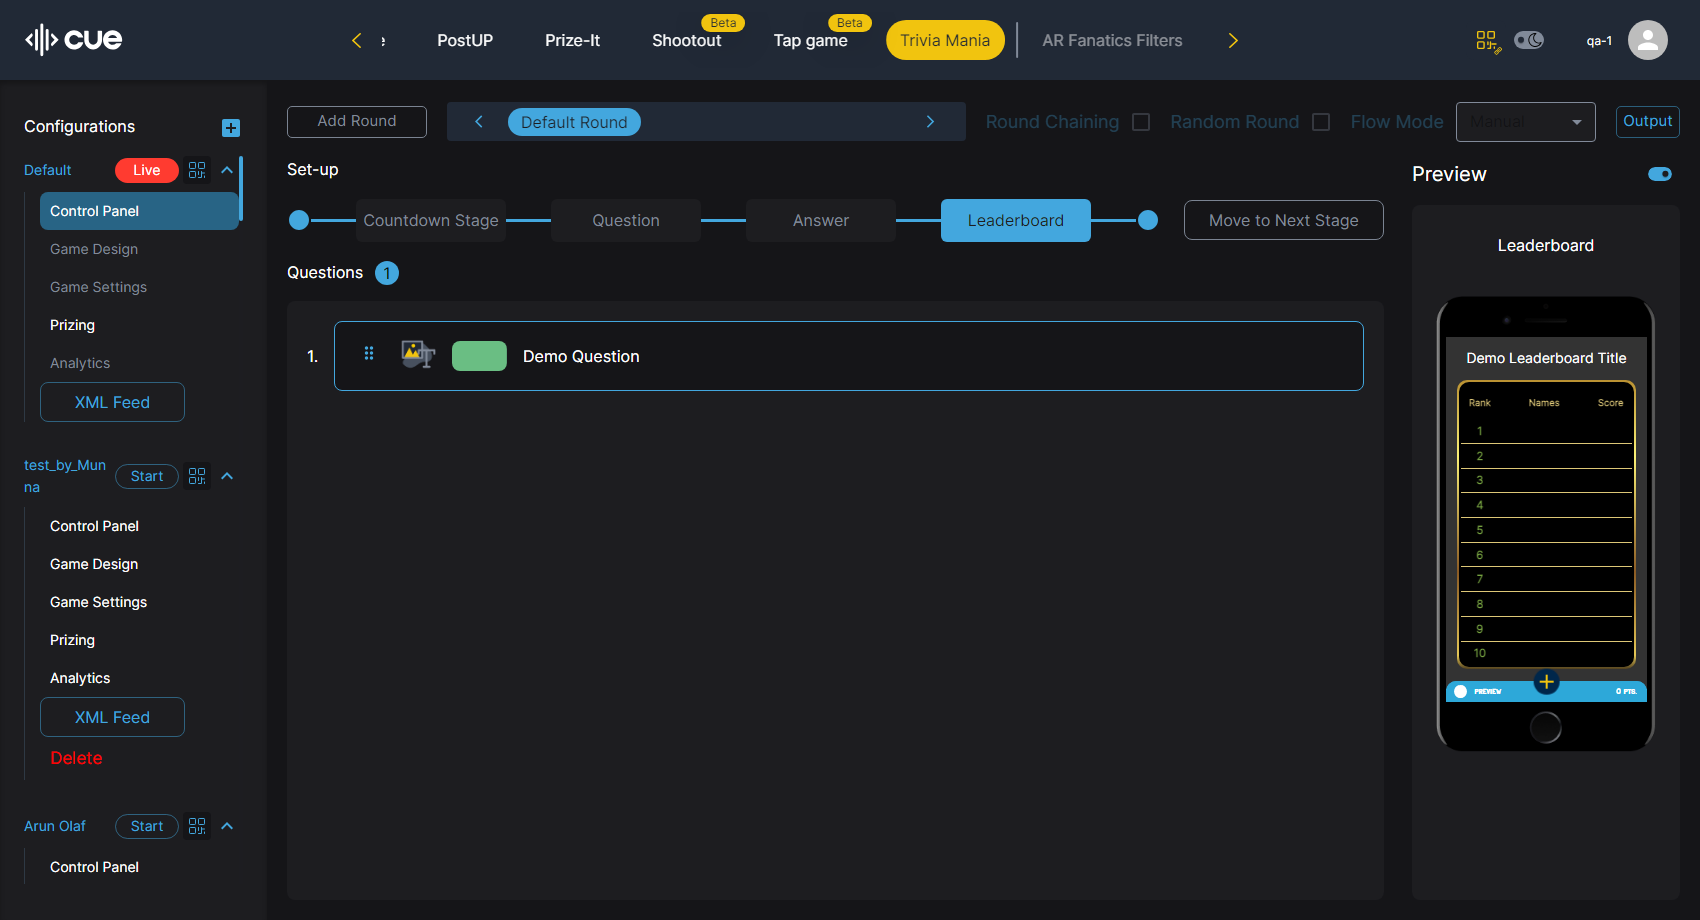 cue
PostUP
Prize-It
Beta
Shootout
Beta
Tap game
Trivia Mania
AR Fanatics Filters
qa-1
Configurations
Default
Live
Control Panel
Game Design
Game Settings
Prizing
Analytics
XML Feed
test_by_Mun
na
Start
Control Panel
Game Design
Game Settings
Prizing
Analytics
XML Feed
Delete
Arun Olaf
Start
Control Panel
Add Round
Default Round
Round Chaining
Random Round
Flow Mode
Manual
Output
Set-up
Countdown Stage
Question
Answer
Leaderboard
Move to Next Stage
Questions 1
1.
Demo Question
Preview
Leaderboard
Demo Leaderboard Title
Rank Names Score
1
2
3
4
5
6
7
8
9
10
PREVIEW
0 PTS.